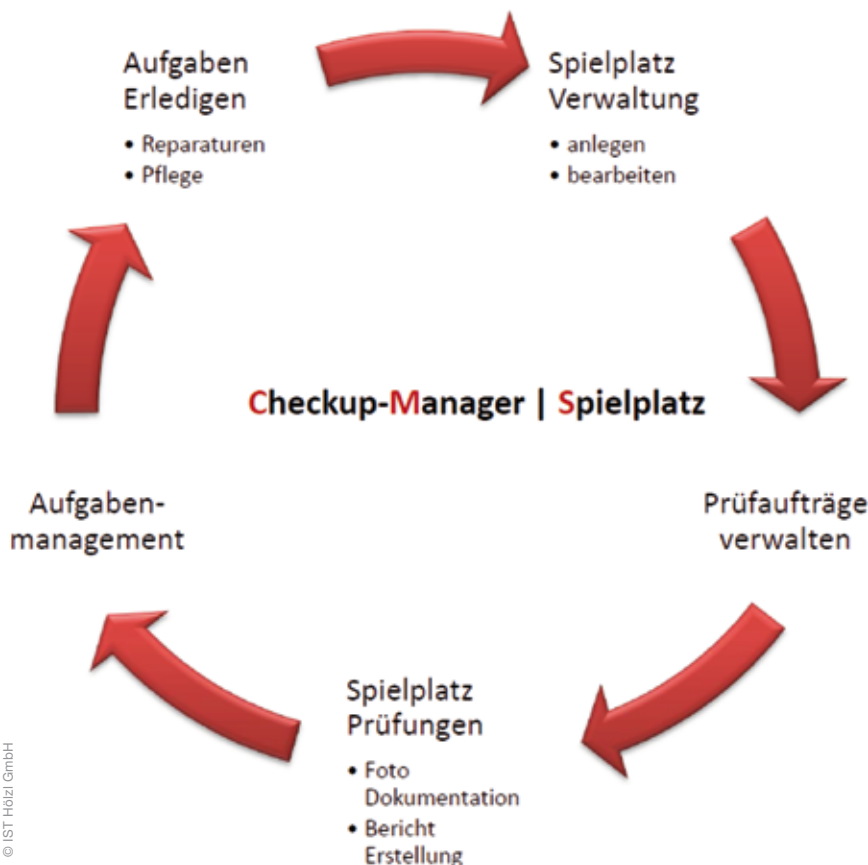 Aufgaben
Erledigen
• Reparaturen
• Pflege
Spielplatz
Verwaltung
• anlegen
• bearbeiten
Checkup-Manager | Spielplatz
Aufgaben-
management
Prüfaufträge
verwalten
Spielplatz
Prüfungen
• Foto
Dokumentation
• Bericht
Erstellung
© IST Hölzl GmbH